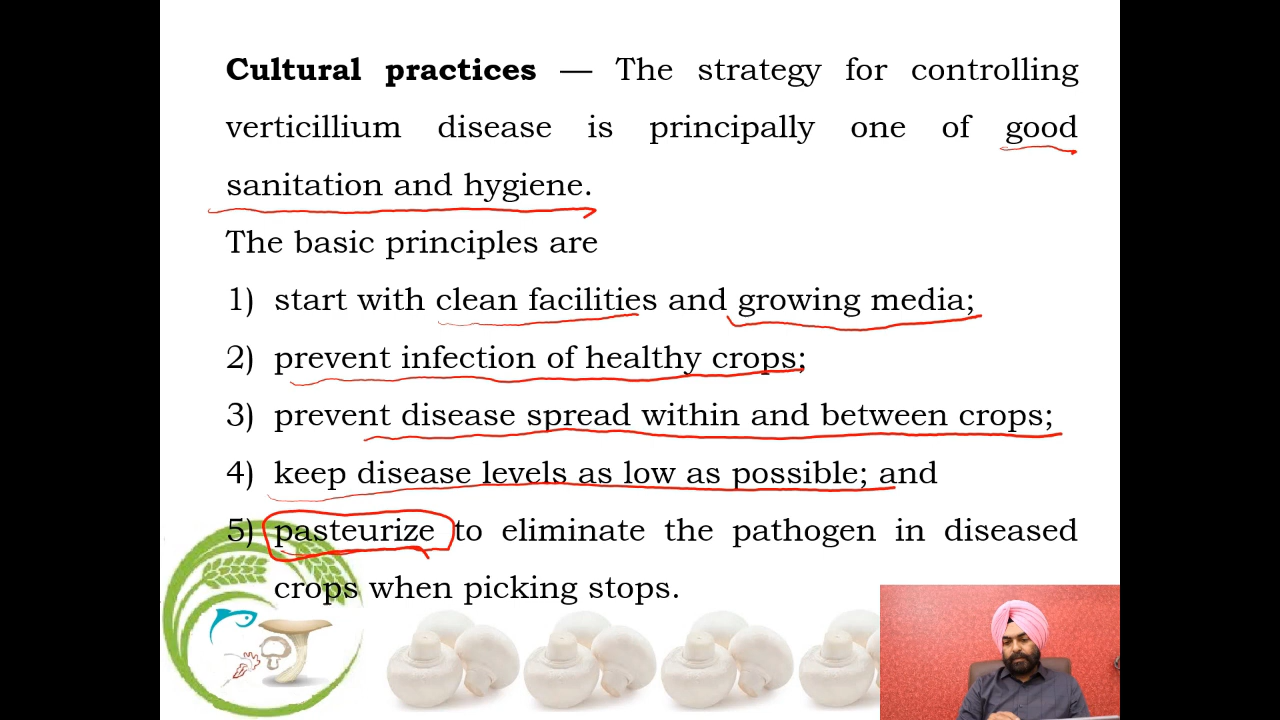 Cultural practices — The strategy for controlling
verticillium disease is principally one of good
sanitation and hygiene.
The basic principles are
1) start with clean facilities and growing media;
2) prevent infection of healthy crops;
3) prevent disease spread within and between crops;
4) keep disease levels as low as possible; and
5) pasteurize to eliminate the pathogen in diseased
crops when picking stops.